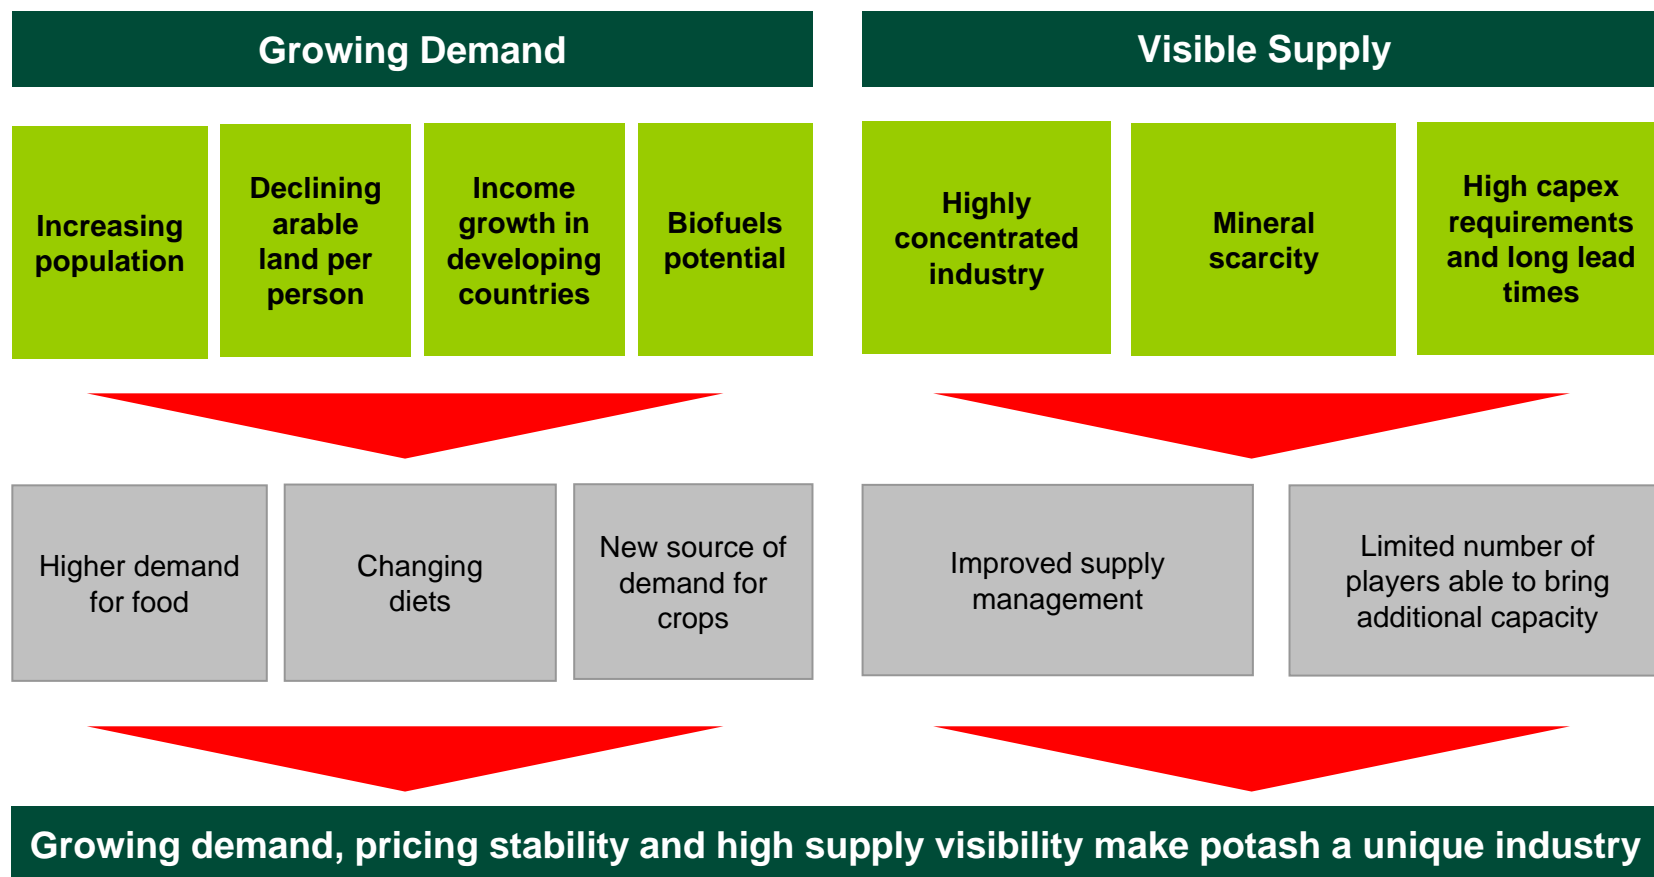 Growing Demand
Visible Supply
Increasing
population
Declining
arable
land per
person
Income
growth in
developing
countries
Biofuels
potential
Highly
concentrated
industry
Mineral
scarcity
High capex
requirements
and long lead
times
Higher demand
for food
Changing
diets
New source of
demand for
crops
Improved supply
management
Limited number of
players able to bring
additional capacity
Growing demand, pricing stability and high supply visibility make potash a unique industry